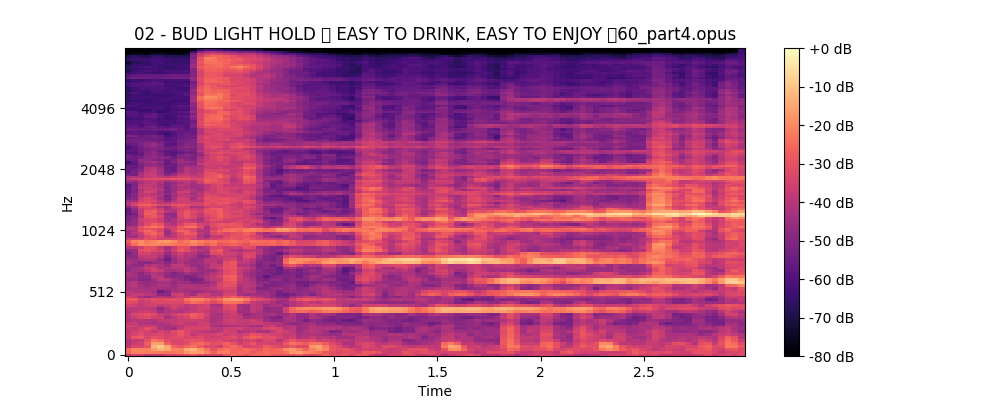 02 - BUD LIGHT HOLD ▯ EASY TO DRINK, EASY TO ENJOY ▯60_part4.opus
Hz
4096
2048
1024
512
0
0
0.5
1
1.5
2
2.5
Time
+0 dB
-10 dB
-20 dB
-30 dB
-40 dB
-50 dB
-60 dB
-70 dB
-80 dB